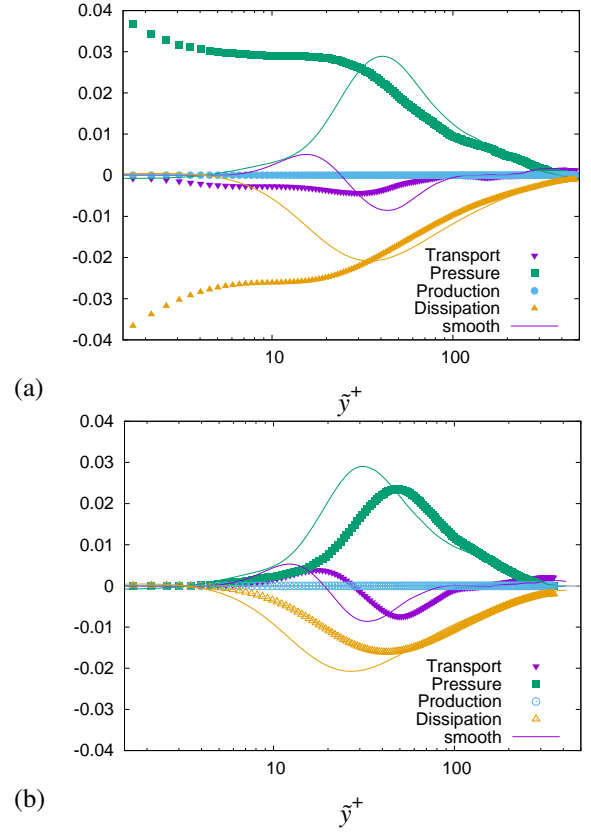 0.04
0.03
0.02
0.01
0
-0.01
-0.02
-0.03
-0.04
10
100
Transport
Pressure
Production
Dissipation
smooth
(a)
ỹ⁺
0.04
0.03
0.02
0.01
0
-0.01
-0.02
-0.03
-0.04
10
100
Transport
Pressure
Production
Dissipation
smooth
(b)
ỹ⁺